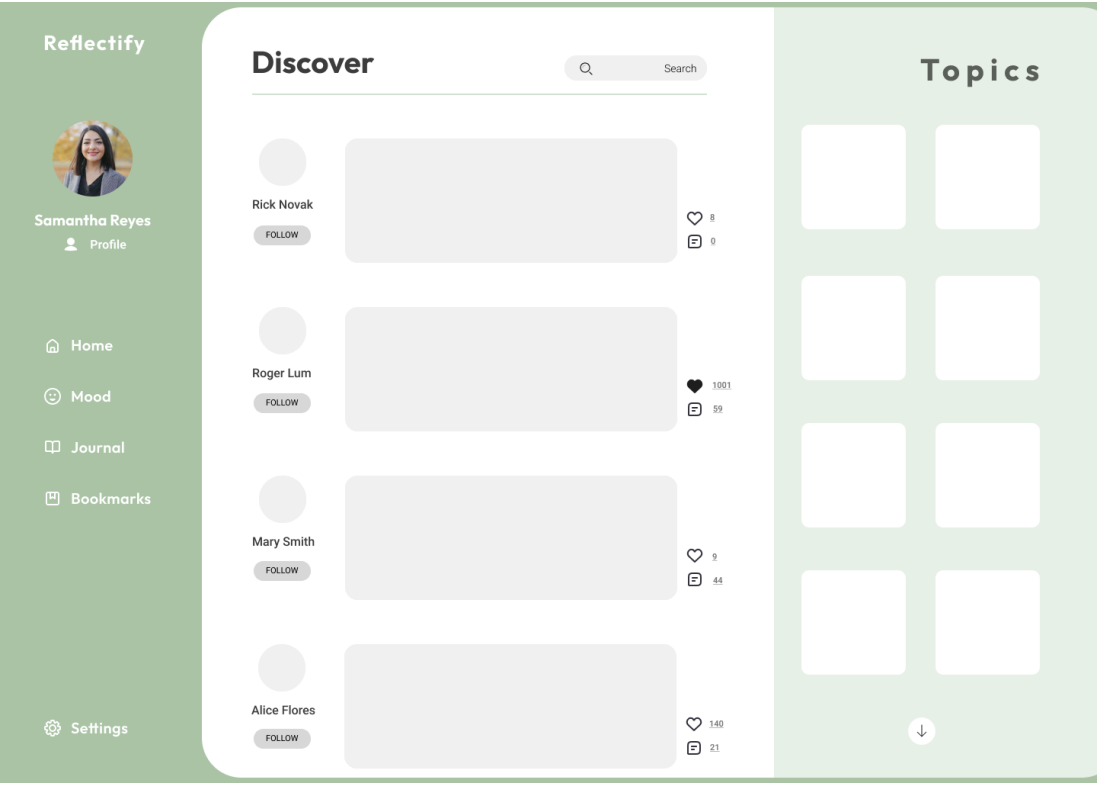 Reflectify
Samantha Reyes
Profile
Home
Mood
Journal
Bookmarks
Settings
Discover
Search
Rick Novak
FOLLOW
8
0
Roger Lum
FOLLOW
1001
59
Mary Smith
FOLLOW
9
44
Alice Flores
FOLLOW
140
21
Topics